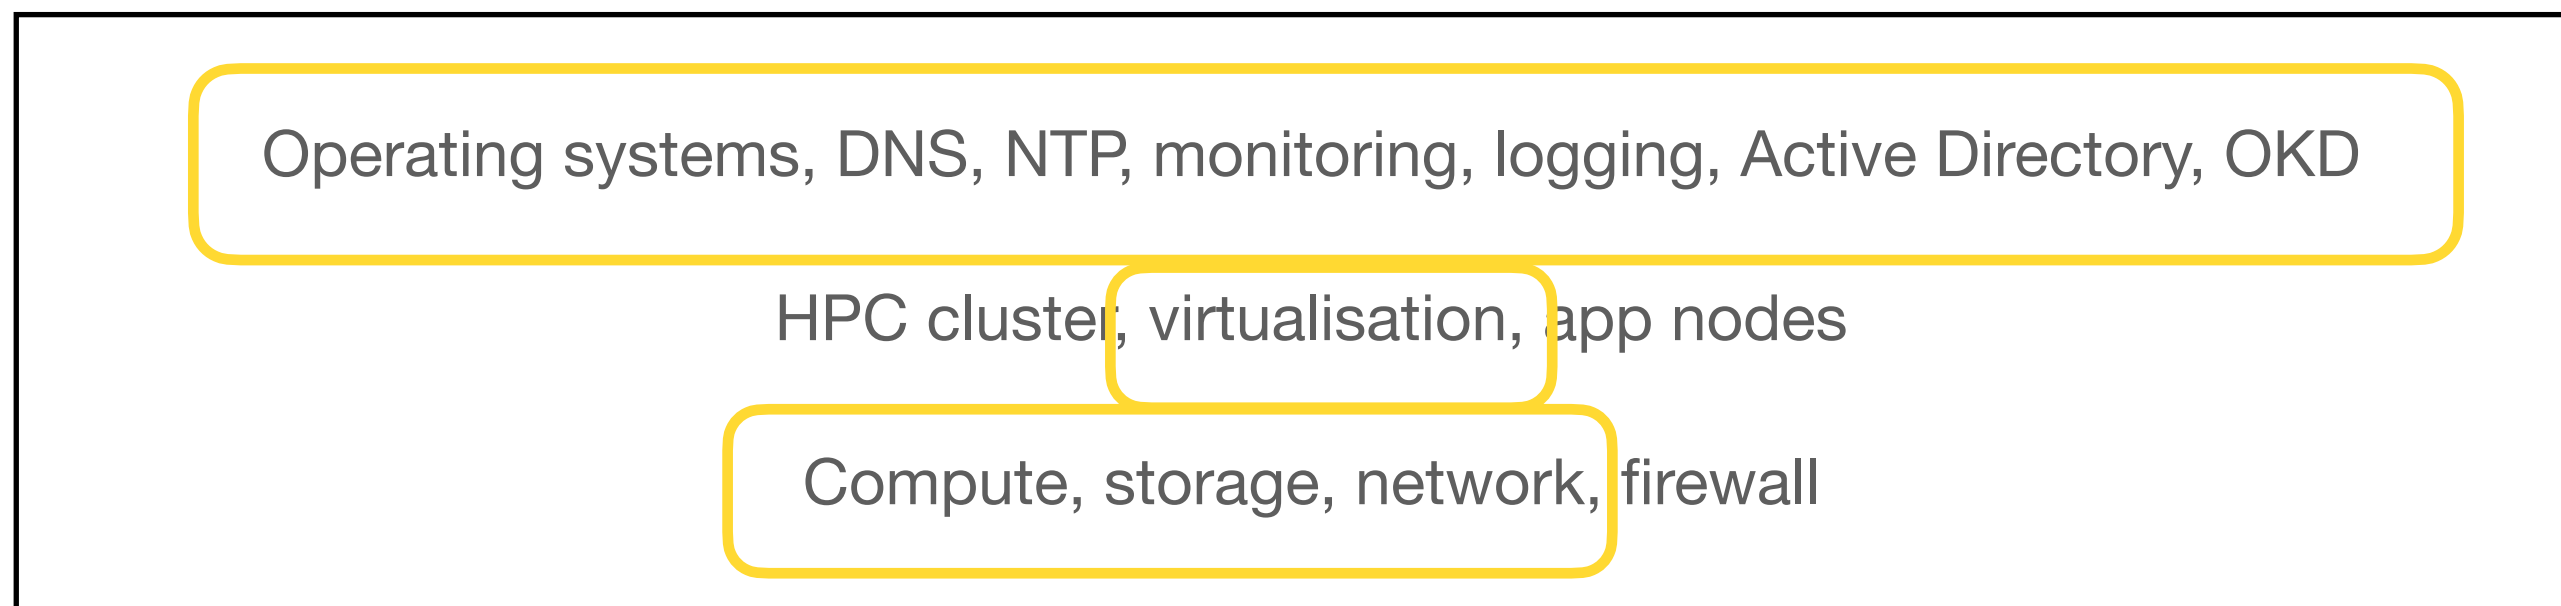 Operating systems, DNS, NTP, monitoring, logging, Active Directory, OKD
HPC cluster, virtualisation, app nodes
Compute, storage, network, firewall